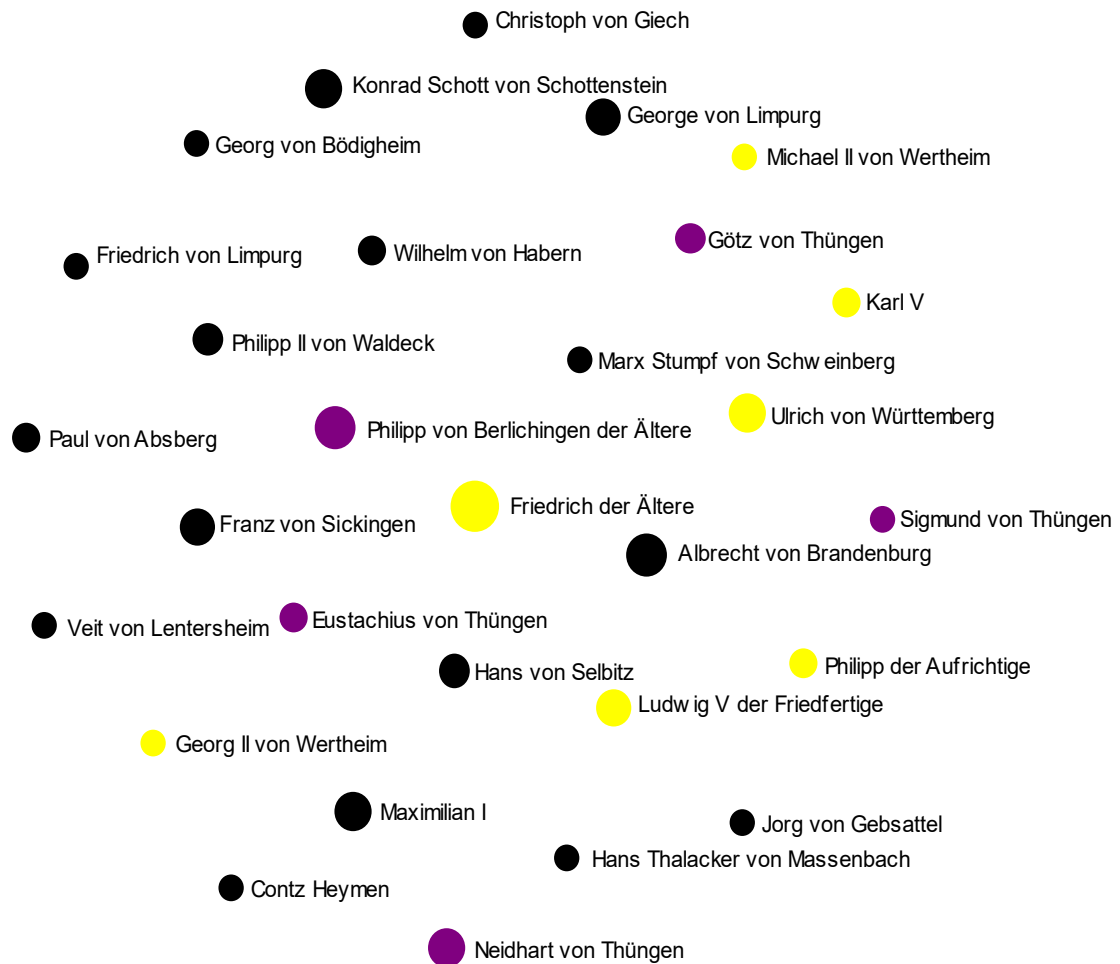 Christoph von Giech
Konrad Schott von Schottenstein
George von Limpurg
Georg von Bödigheim
Michael II von Wertheim
Götz von Thüngen
Friedrich von Limpurg
Wilhelm von Habern
Karl V
Philipp II von Waldeck
Marx Stumpf von Schweinberg
Ulrich von Württemberg
Philipp von Berlichingen der Ältere
Paul von Absberg
Friedrich der Ältere
Sigmund von Thüngen
Franz von Sickingen
Albrecht von Brandenburg
Eustachius von Thüngen
Veit von Lentersheim
Philipp der Aufrichtige
Hans von Selbitz
Ludwig V der Friedfertige
Georg II von Wertheim
Maximilian I
Jorg von Gebsattel
Hans Thalacker von Massenbach
Contz Heymen
Neidhart von Thüngen